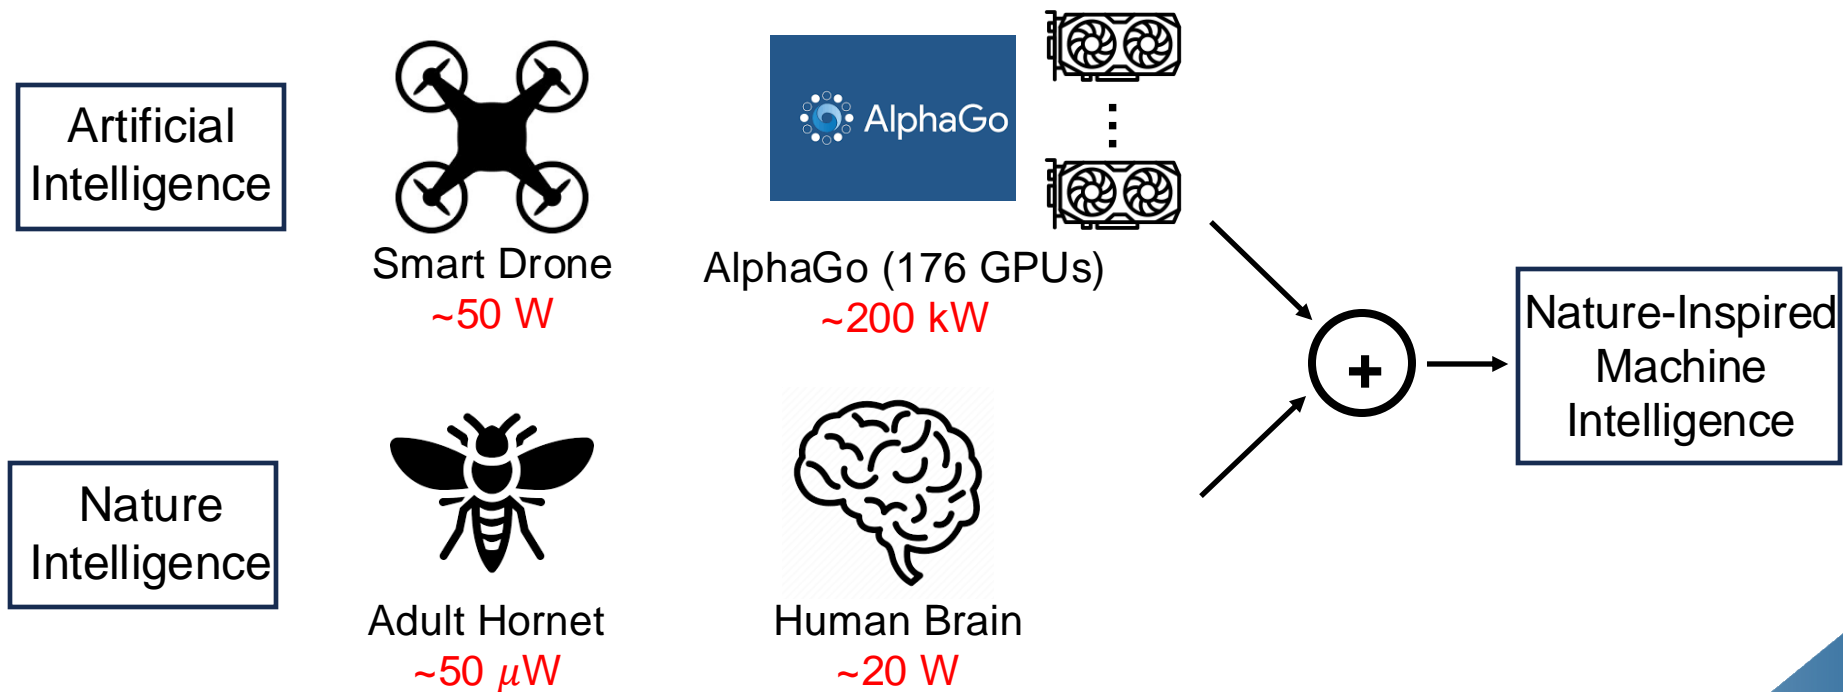 Artificial
Intelligence
Smart Drone
~50 W
AlphaGo
AlphaGo (176 GPUs)
~200 kW
Nature
Intelligence
Adult Hornet
~50 𝜇W
Human Brain
~20 W
+
Nature-Inspired
Machine
Intelligence